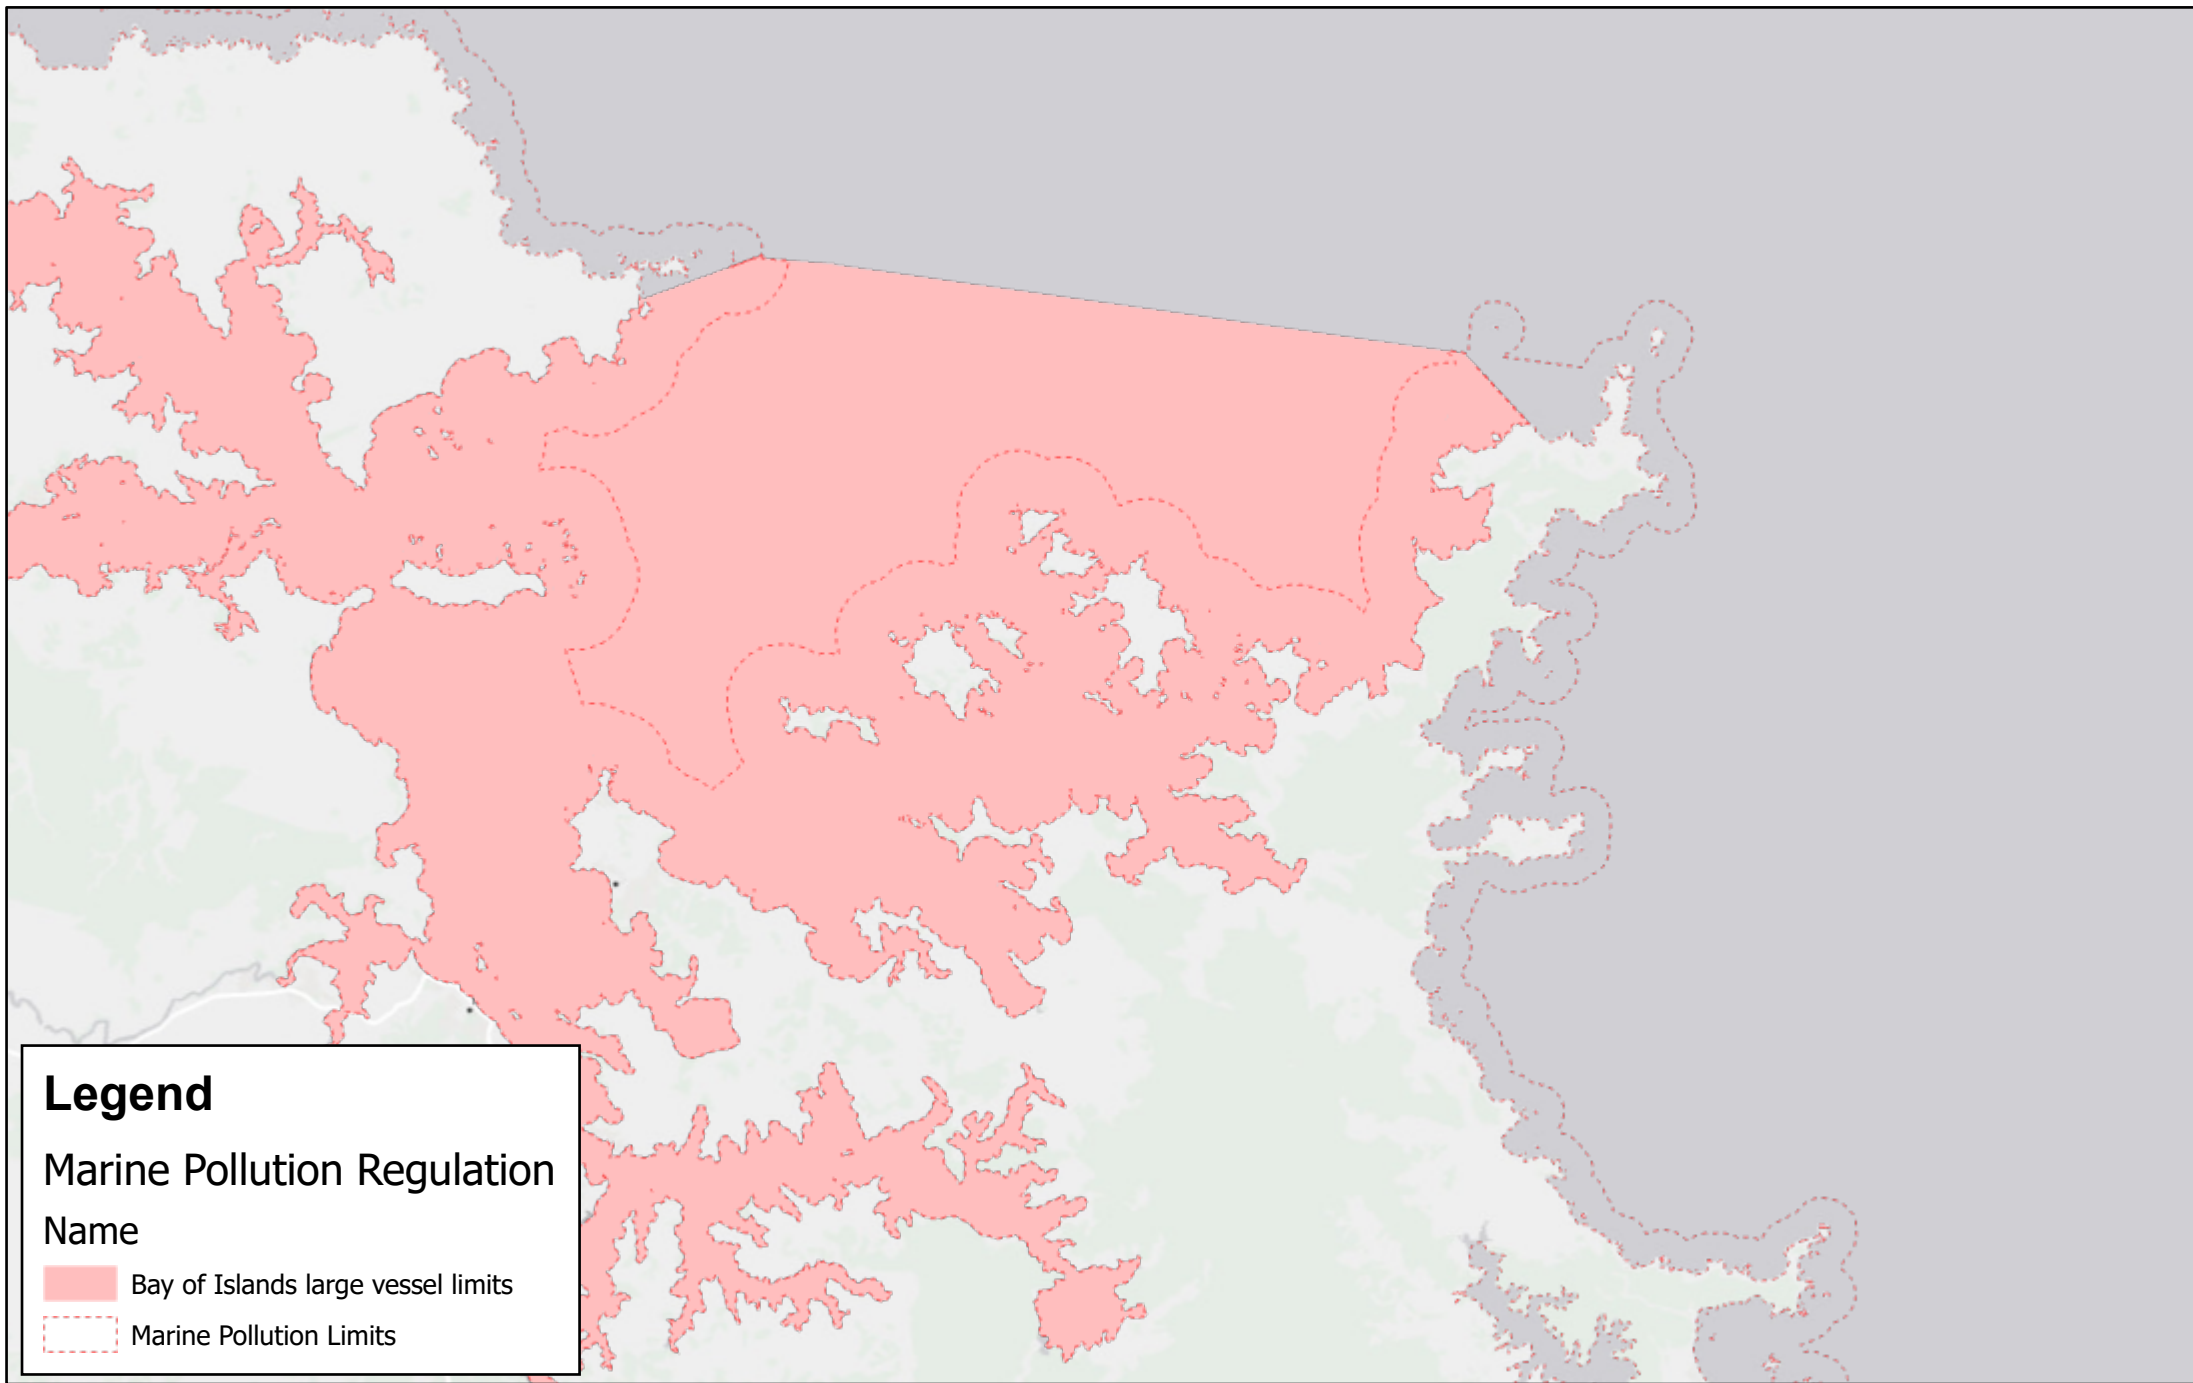 Legend
Marine Pollution Regulation
Name
Bay of Islands large vessel limits
Marine Pollution Limits